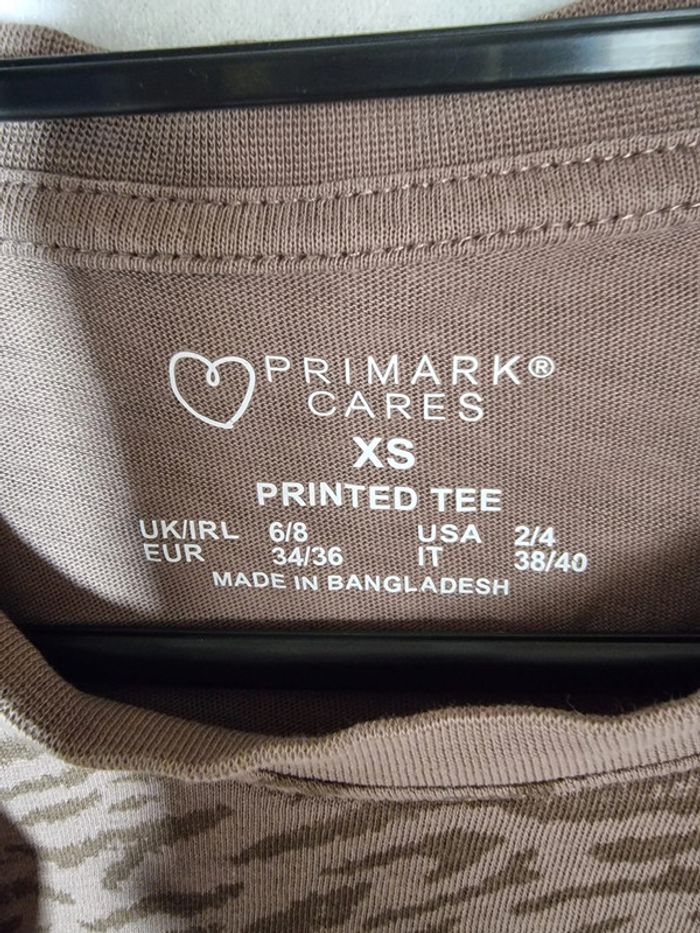 PRIMARK®
CARES
XS
PRINTED TEE
UK/IRL 6/8 USA 2/4
EUR 34/36 IT 38/40
MADE IN BANGLADESH